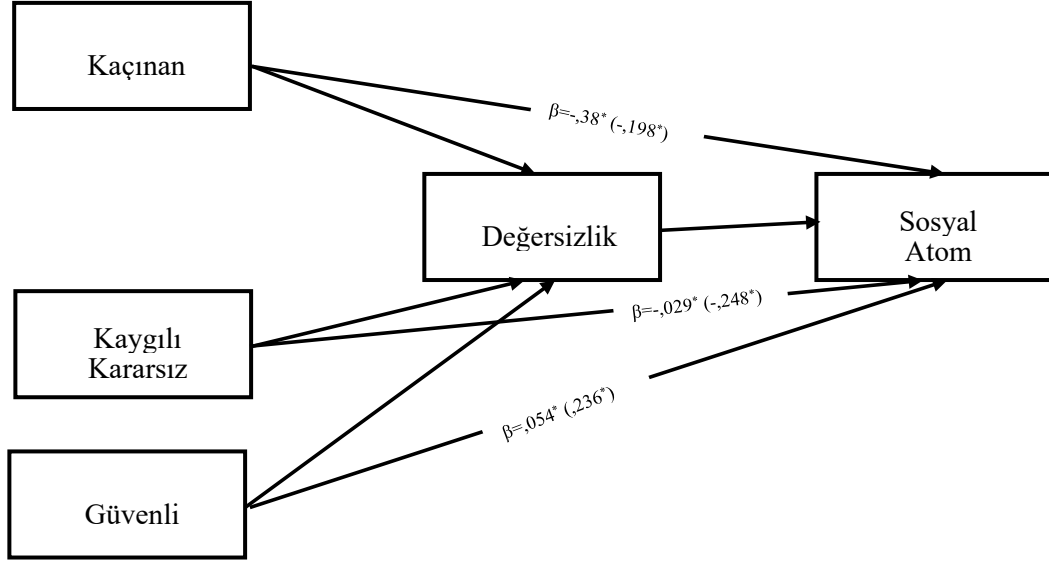 Kaçınan
β=-,38* (-,198*)
Değersizlik
Sosyal
Atom
Kaygılı
Kararsız
β=-,029* (-,248*)
β=,054* (,236*)
Güvenli